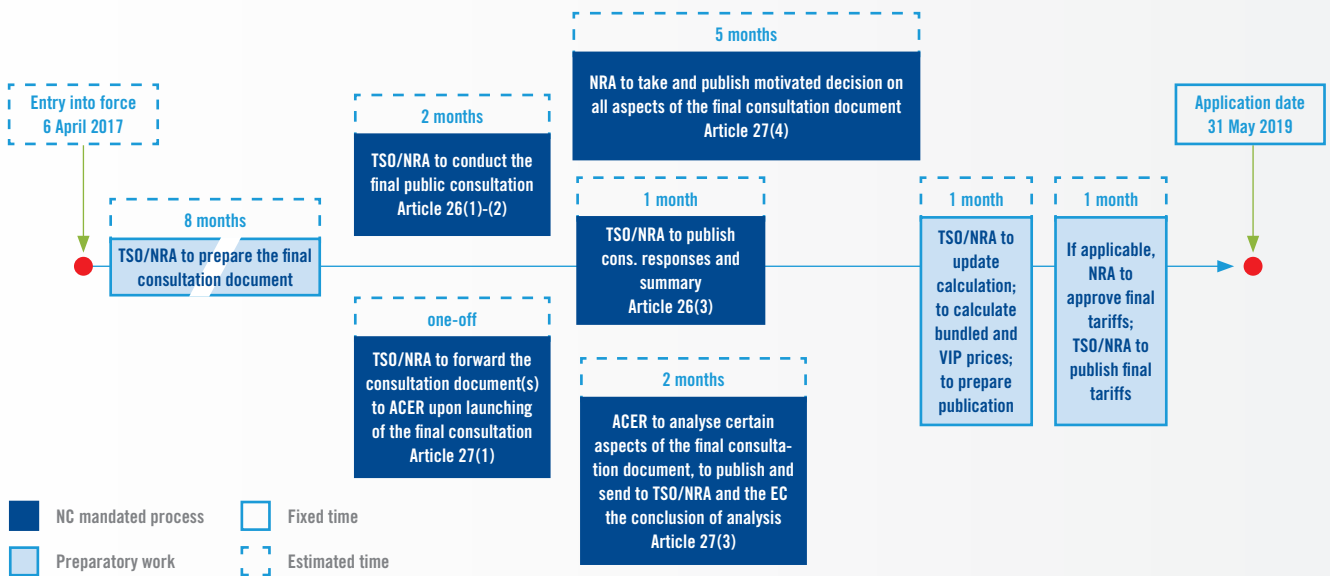 Entry into force
6 April 2017
8 months
TSO/NRA to prepare the final
consultation document
2 months
TSO/NRA to conduct the
final public consultation
Article 26(1)-(2)
one-off
TSO/NRA to forward the
consultation document(s)
to ACER upon launching
of the final consultation
Article 27(1)
5 months
NRA to take and publish motivated decision on
all aspects of the final consultation document
Article 27(4)
1 month
TSO/NRA to publish
cons. responses and
summary
Article 26(3)
2 months
ACER to analyse certain
aspects of the final consulta-
tion document, to publish and
send to TSO/NRA and the EC
the conclusion of analysis
Article 27(3)
1 month
TSO/NRA to
update
calculation;
to calculate
bundled and
VIP prices;
to prepare
publication
1 month
If applicable,
NRA to
approve final
tariffs;
TSO/NRA to
publish final
tariffs
Application date
31 May 2019
NC mandated process
Fixed time
Preparatory work
Estimated time